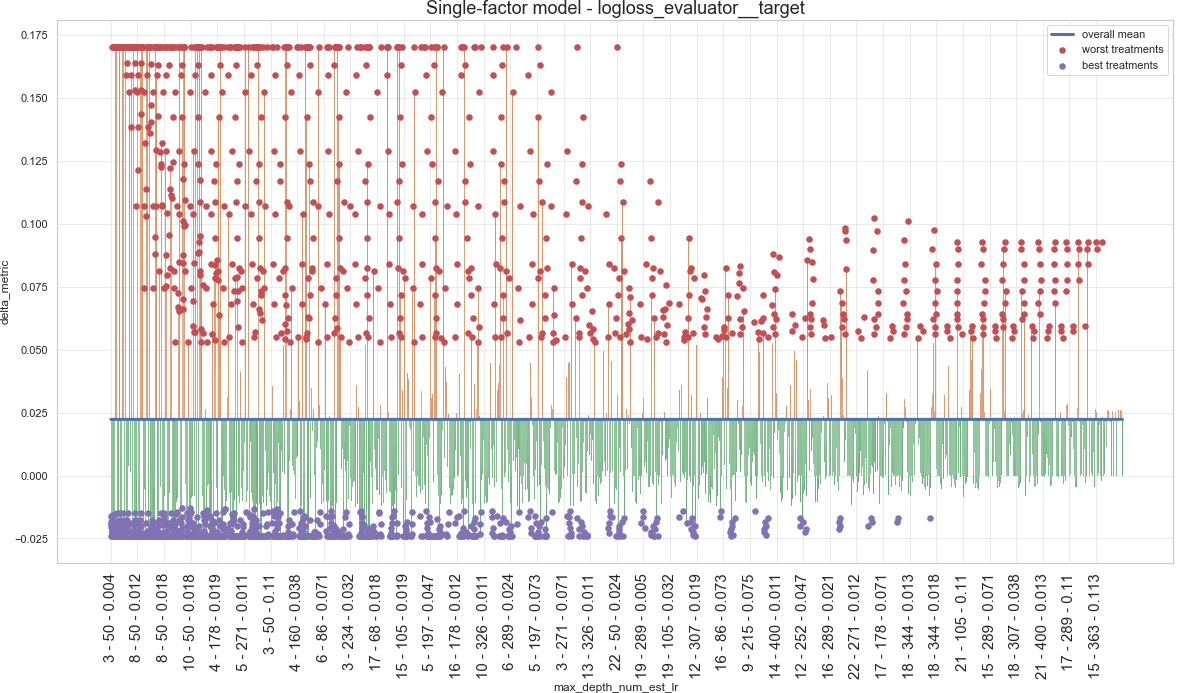 Single-factor model - logloss_evaluator__target
0.175
0.150
0.125
0.100
0.075
0.050
0.025
0.000
−0.025
delta_metric
overall mean
worst treatments
best treatments
3 - 50 - 0.004
8 - 50 - 0.012
8 - 50 - 0.018
10 - 50 - 0.018
4 - 178 - 0.019
5 - 271 - 0.011
3 - 50 - 0.11
4 - 160 - 0.038
6 - 86 - 0.071
3 - 234 - 0.032
17 - 68 - 0.018
15 - 105 - 0.019
5 - 197 - 0.047
16 - 178 - 0.012
10 - 326 - 0.011
6 - 289 - 0.024
5 - 197 - 0.073
3 - 271 - 0.071
13 - 326 - 0.011
22 - 50 - 0.024
19 - 289 - 0.005
19 - 105 - 0.032
12 - 307 - 0.019
16 - 86 - 0.073
9 - 215 - 0.075
14 - 400 - 0.011
12 - 252 - 0.047
16 - 289 - 0.021
22 - 271 - 0.012
17 - 178 - 0.071
18 - 344 - 0.013
18 - 344 - 0.018
21 - 105 - 0.11
15 - 289 - 0.071
18 - 307 - 0.038
21 - 400 - 0.013
17 - 289 - 0.11
15 - 363 - 0.113
max_depth_num_est_lr